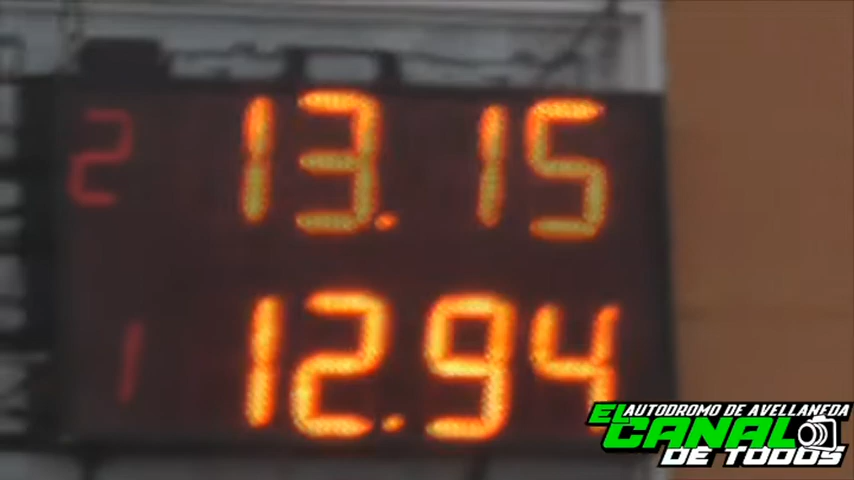 2 13.15
1 12.94
AUTODROMO DE AVELLANEDA
EL CANAL
DE TODOS